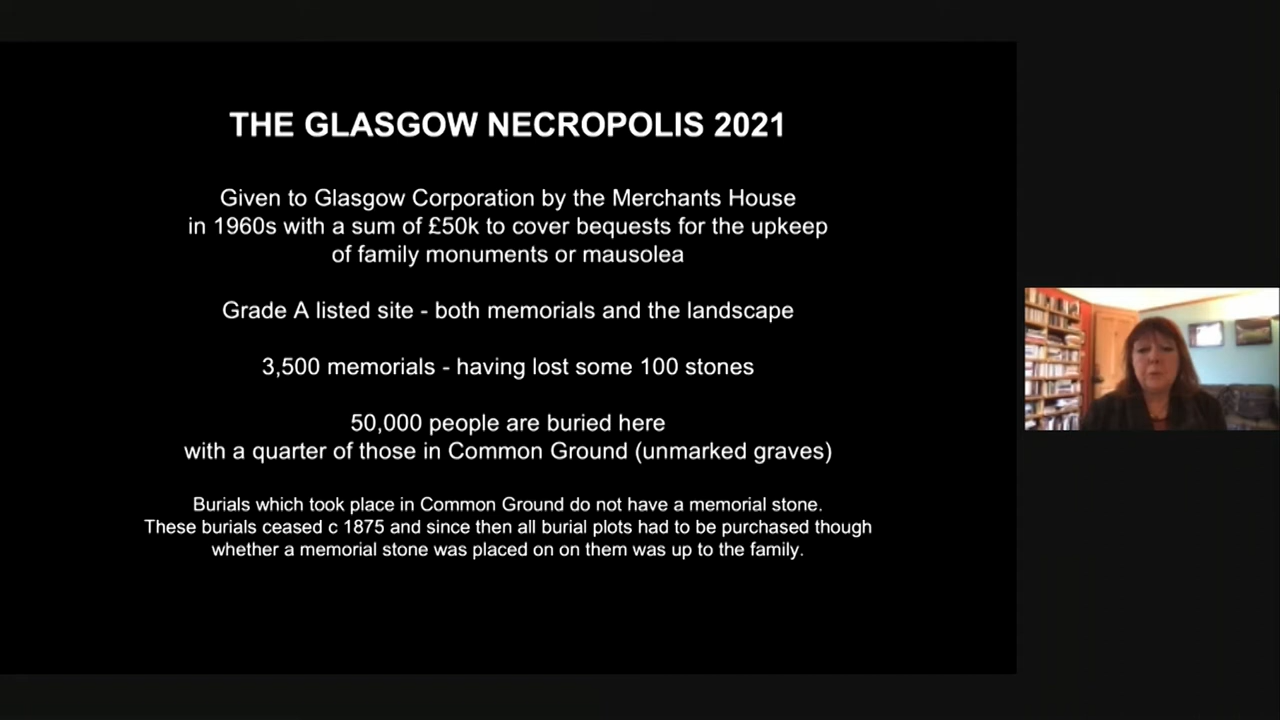 THE GLASGOW NECROPOLIS 2021
Given to Glasgow Corporation by the Merchants House
in 1960s with a sum of £50k to cover bequests for the upkeep
of family monuments or mausolea
Grade A listed site - both memorials and the landscape
3,500 memorials - having lost some 100 stones
50,000 people are buried here
with a quarter of those in Common Ground (unmarked graves)
Burials which took place in Common Ground do not have a memorial stone.
These burials ceased c 1875 and since then all burial plots had to be purchased though
whether a memorial stone was placed on on them was up to the family.